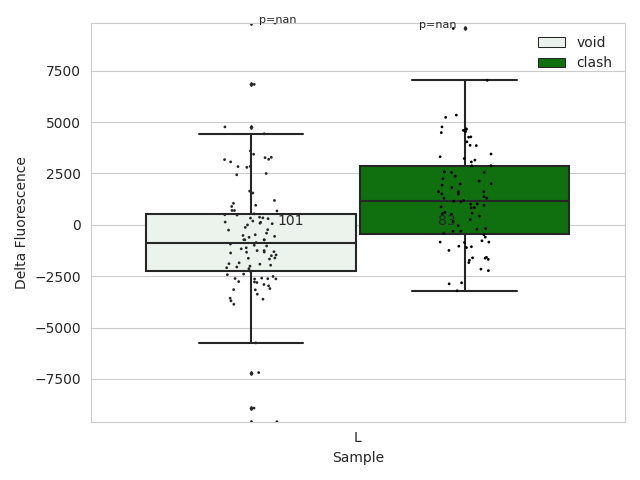 p=nan
p=nan
void
clash
7500
5000
2500
0
−2500
−5000
−7500
101
83
Delta Fluorescence
L
Sample